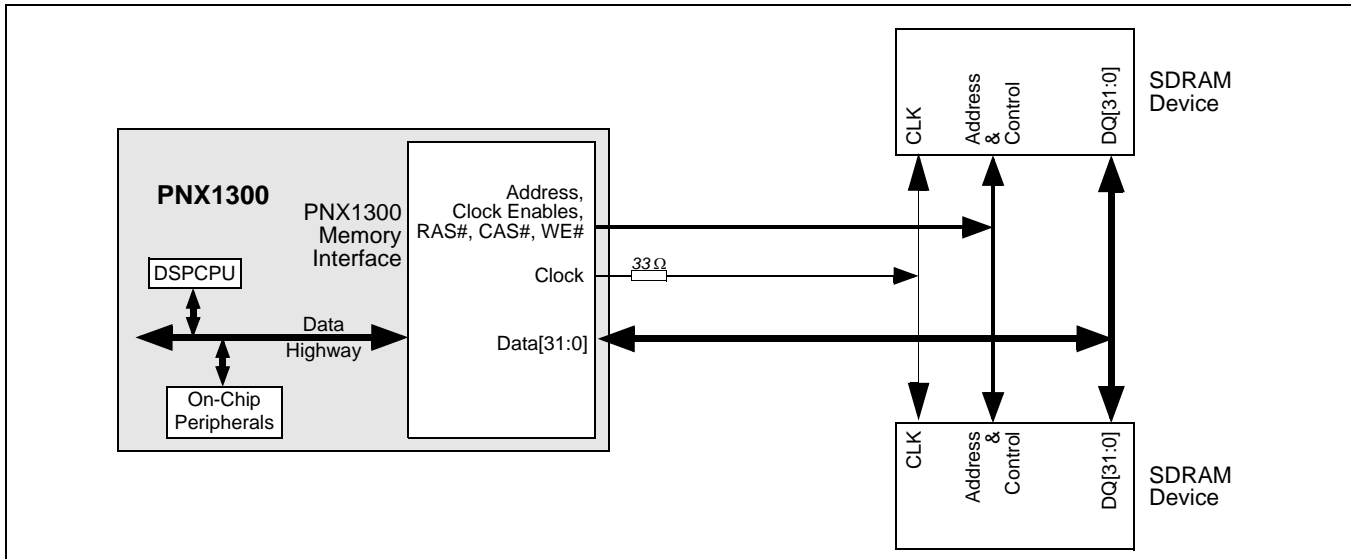 PNX1300
DSPCPU
Data
Highway
On-Chip
Peripherals
PNX1300
Memory
Interface
Address,
Clock Enables,
RAS#, CAS#, WE#
Clock
Data[31:0]
33 Ω
CLK
Address
& Control
DQ[31:0]
SDRAM
Device
CLK
Address
& Control
DQ[31:0]
SDRAM
Device